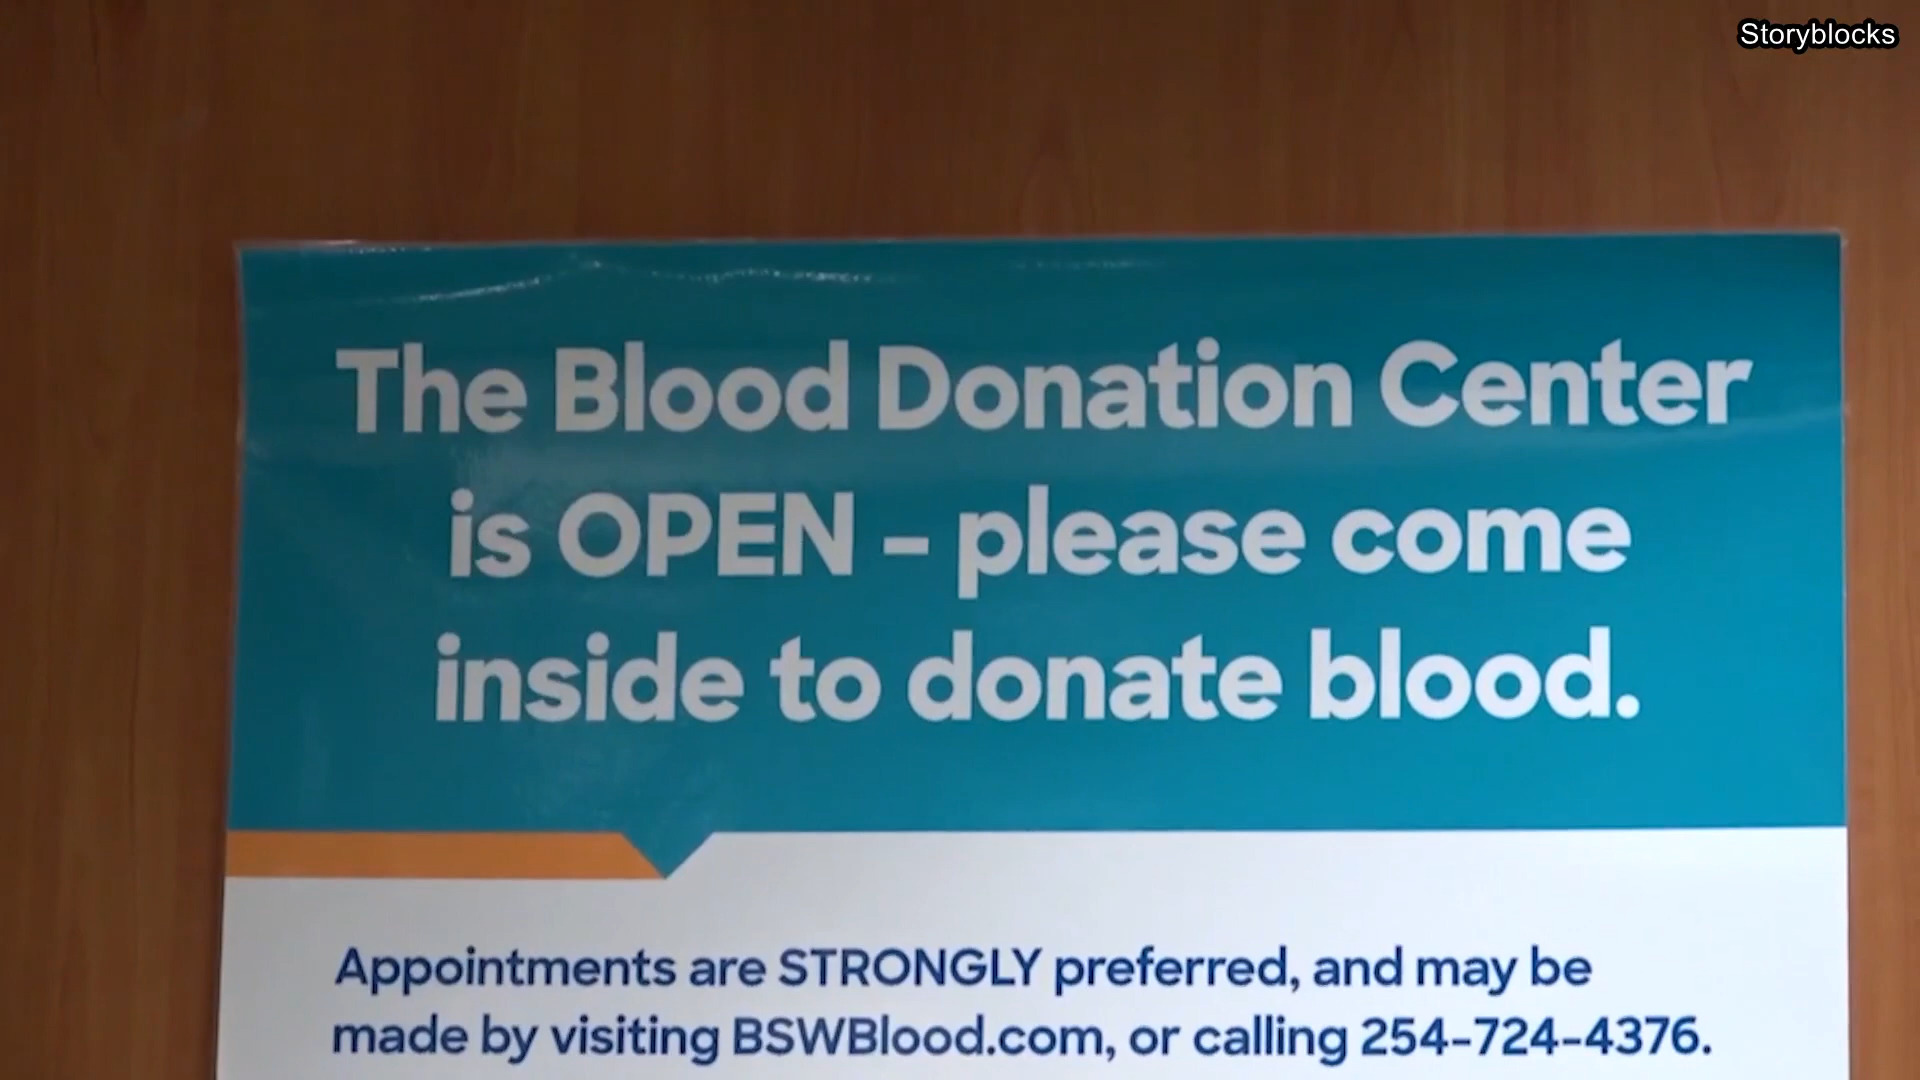 Storyblocks
The Blood Donation Center
is OPEN – please come
inside to donate blood.
Appointments are STRONGLY preferred, and may be
made by visiting BSWBlood.com, or calling 254-724-4376.